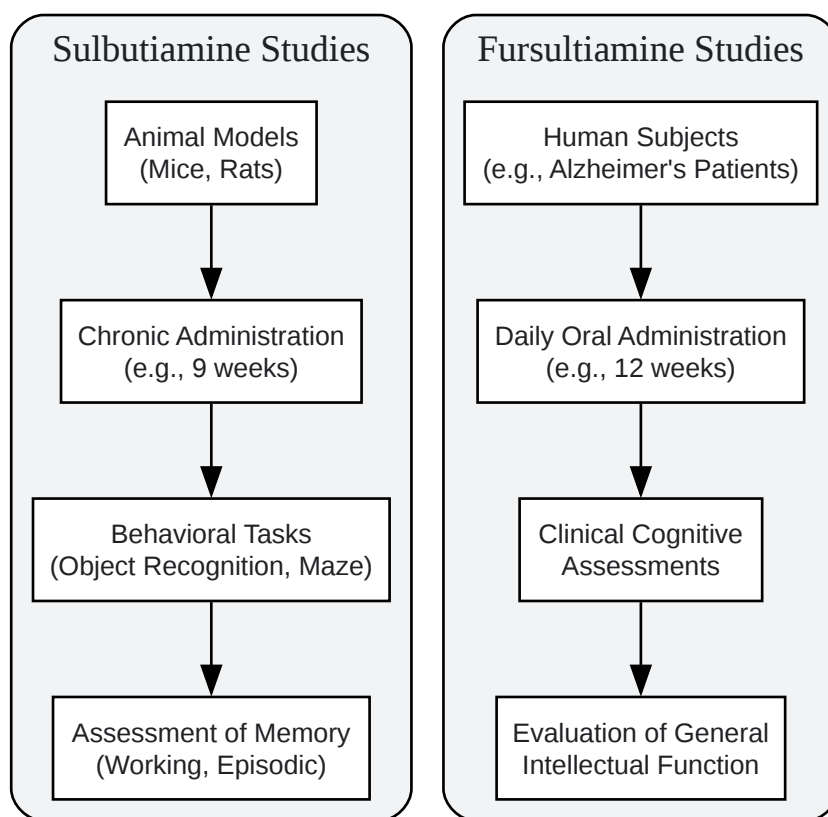 Sulbutiamine Studies
Animal Models
(Mice, Rats)
Chronic Administration
(e.g., 9 weeks)
Behavioral Tasks
(Object Recognition, Maze)
Assessment of Memory
(Working, Episodic)
Fursultiamine Studies
Human Subjects
(e.g., Alzheimer's Patients)
Daily Oral Administration
(e.g., 12 weeks)
Clinical Cognitive
Assessments
Evaluation of General
Intellectual Function